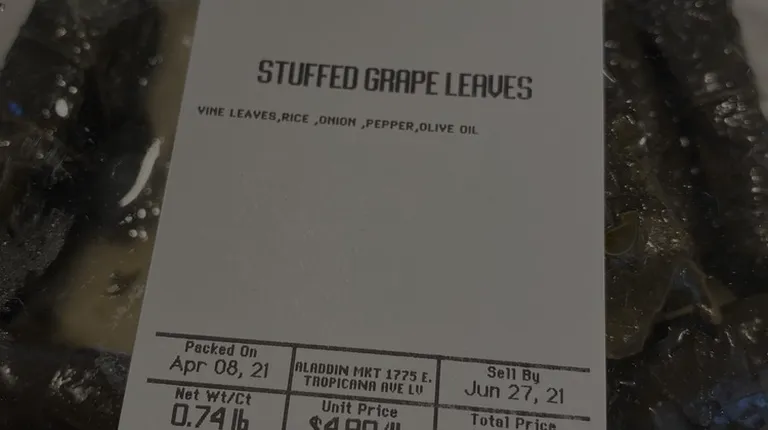 STUFFED GRAPE LEAVES
VINE LEAVES,RICE ,ONION ,PEPPER,OLIVE OIL
Packed On
Apr 08, 21
ALADDIN MKT 1775 E.
TROPICANA AVE LV
Sell By
Jun 27, 21
Net Wt/Ct
0.74 lb
Unit Price
Total Price